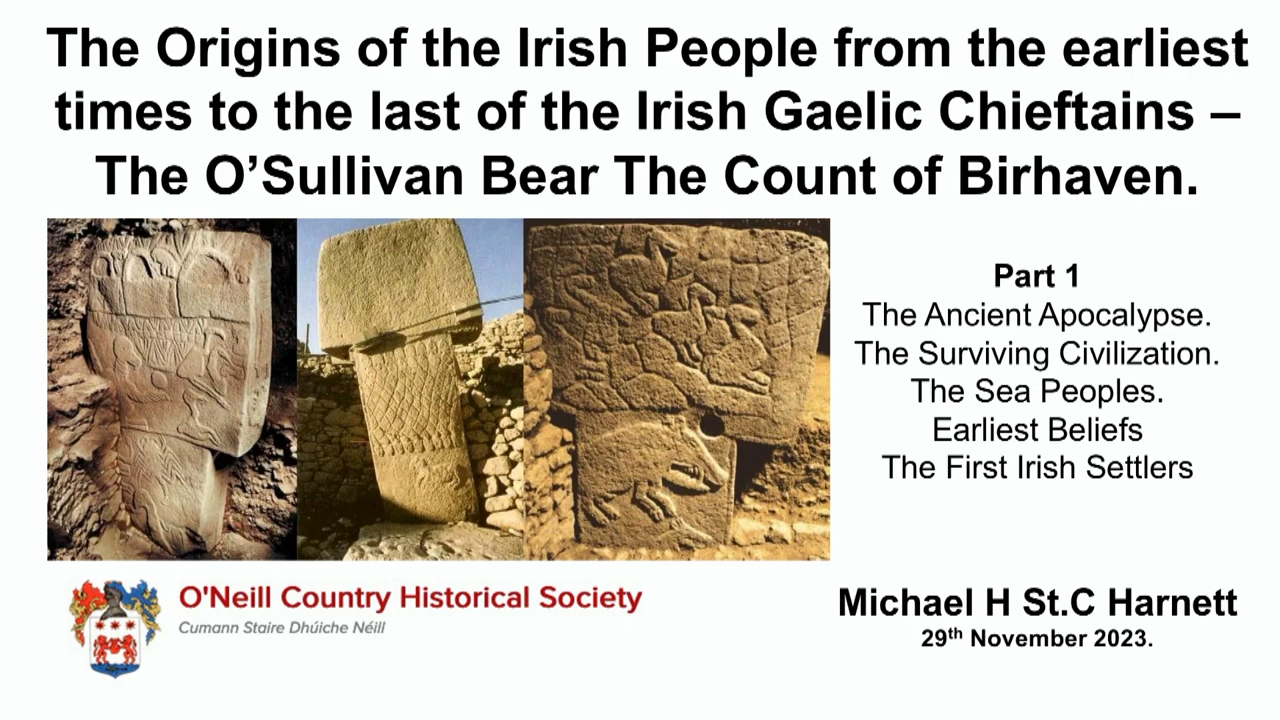 The Origins of the Irish People from the earliest
times to the last of the Irish Gaelic Chieftains –
The O’Sullivan Bear The Count of Birhaven.
Part 1
The Ancient Apocalypse.
The Surviving Civilization.
The Sea Peoples.
Earliest Beliefs
The First Irish Settlers
O'Neill Country Historical Society
Cumann Staire Dhúiche Néill
Michael H St.C Harnett
29th November 2023.